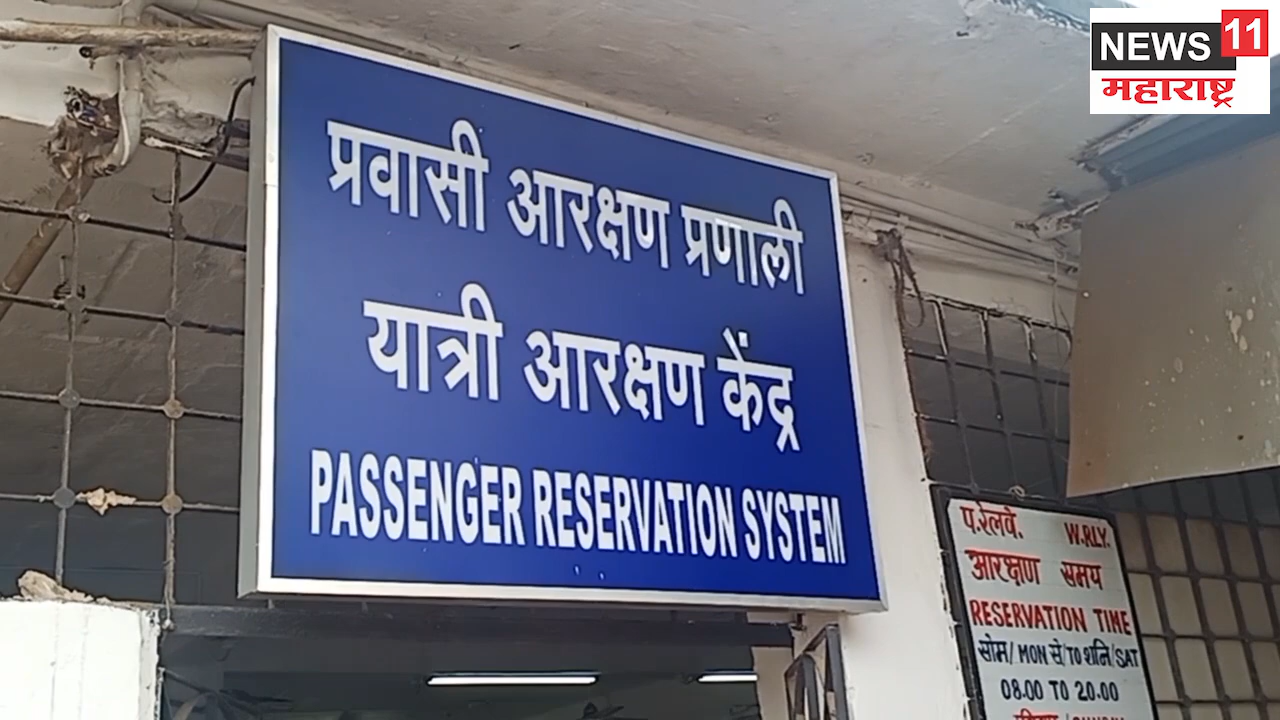 NEWS 11
महाराष्ट्र
प्रवासी आरक्षण प्रणाली
यात्री आरक्षण केंद्र
PASSENGER RESERVATION SYSTEM
प.रेलवे. W.RLY.
आरक्षण समय
RESERVATION TIME
सोम/MON से/TO शनि/SAT
08.00 TO 20.00